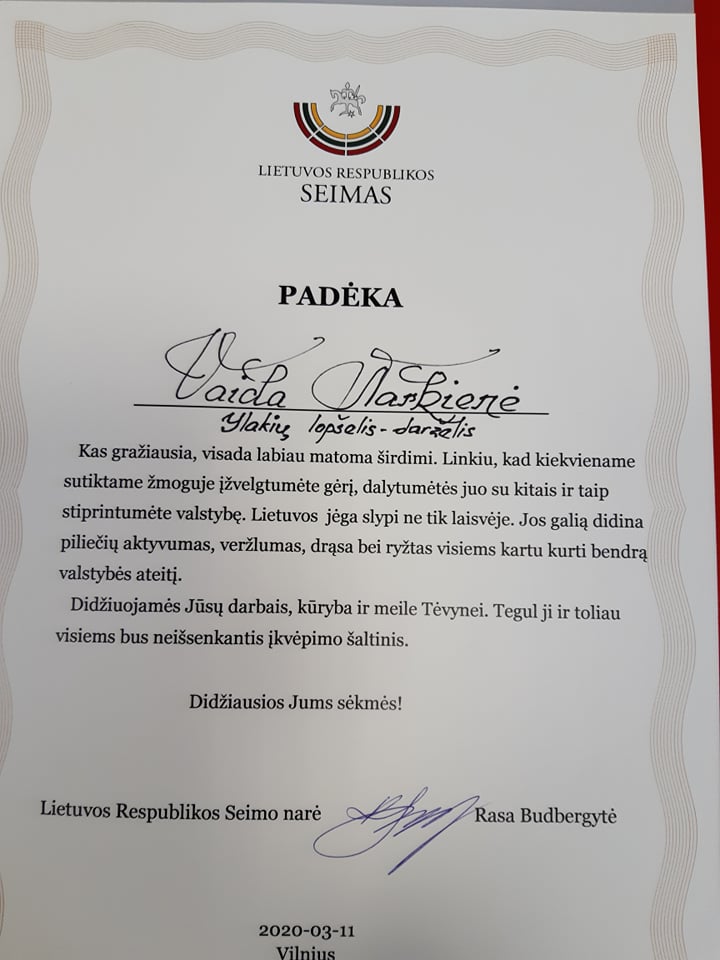 LIETUVOS RESPUBLIKOS
SEIMAS
PADĖKA
Vaida Narkienė
Ylakių lopšelis-darželis
Kas gražiausia, visada labiau matoma širdimi. Linkiu, kad kiekviename
sutiktame žmoguje įžvelgtumėte gėrį, dalytumėtės juo su kitais ir taip
stiprintumėte valstybę. Lietuvos jėga slypi ne tik laisvėje. Jos galią didina
piliečių aktyvumas, veržlumas, drąsa bei ryžtas visiems kartu kurti bendrą
valstybės ateitį.
Didžiuojamės Jūsų darbais, kūryba ir meile Tėvynei. Tegul ji ir toliau
visiems bus neišsenkantis įkvėpimo šaltinis.
Didžiausios Jums sėkmės!
Lietuvos Respublikos Seimo narė Rasa Budbergytė
2020-03-11
Vilnius